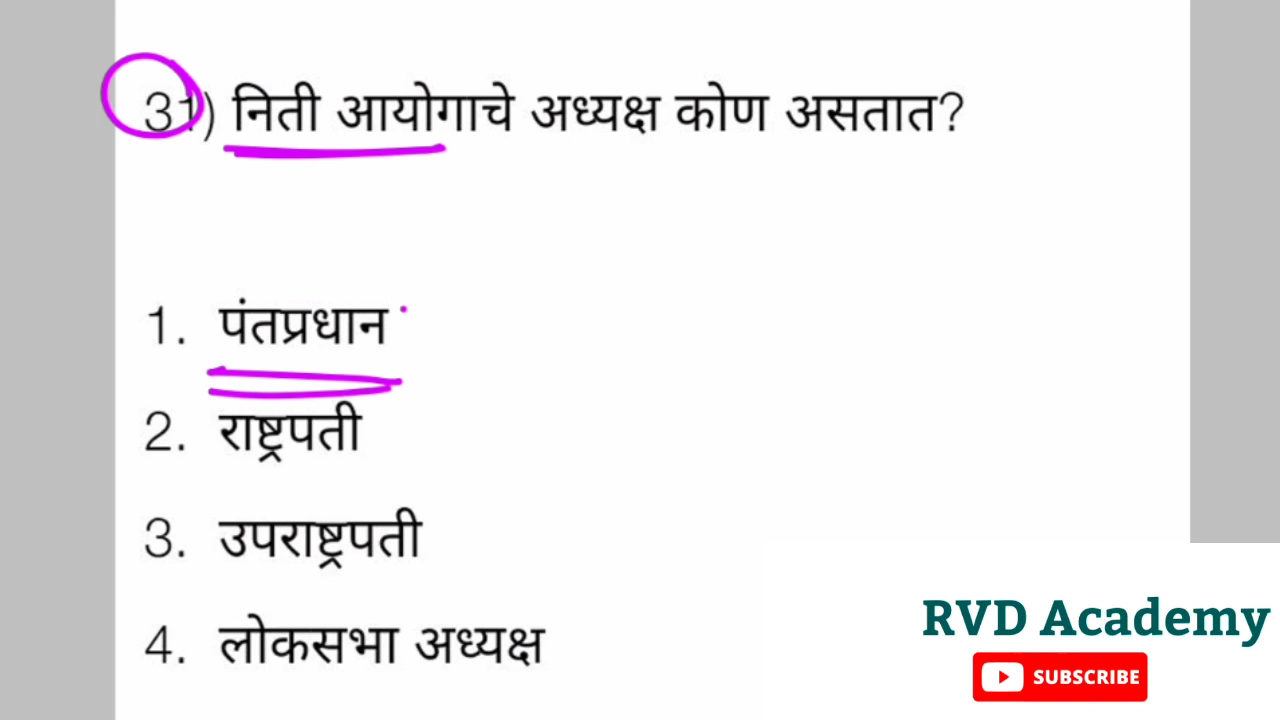 31) निती आयोगाचे अध्यक्ष कोण असतात?
1. पंतप्रधान
2. राष्ट्रपती
3. उपराष्ट्रपती
4. लोकसभा अध्यक्ष
RVD Academy
SUBSCRIBE